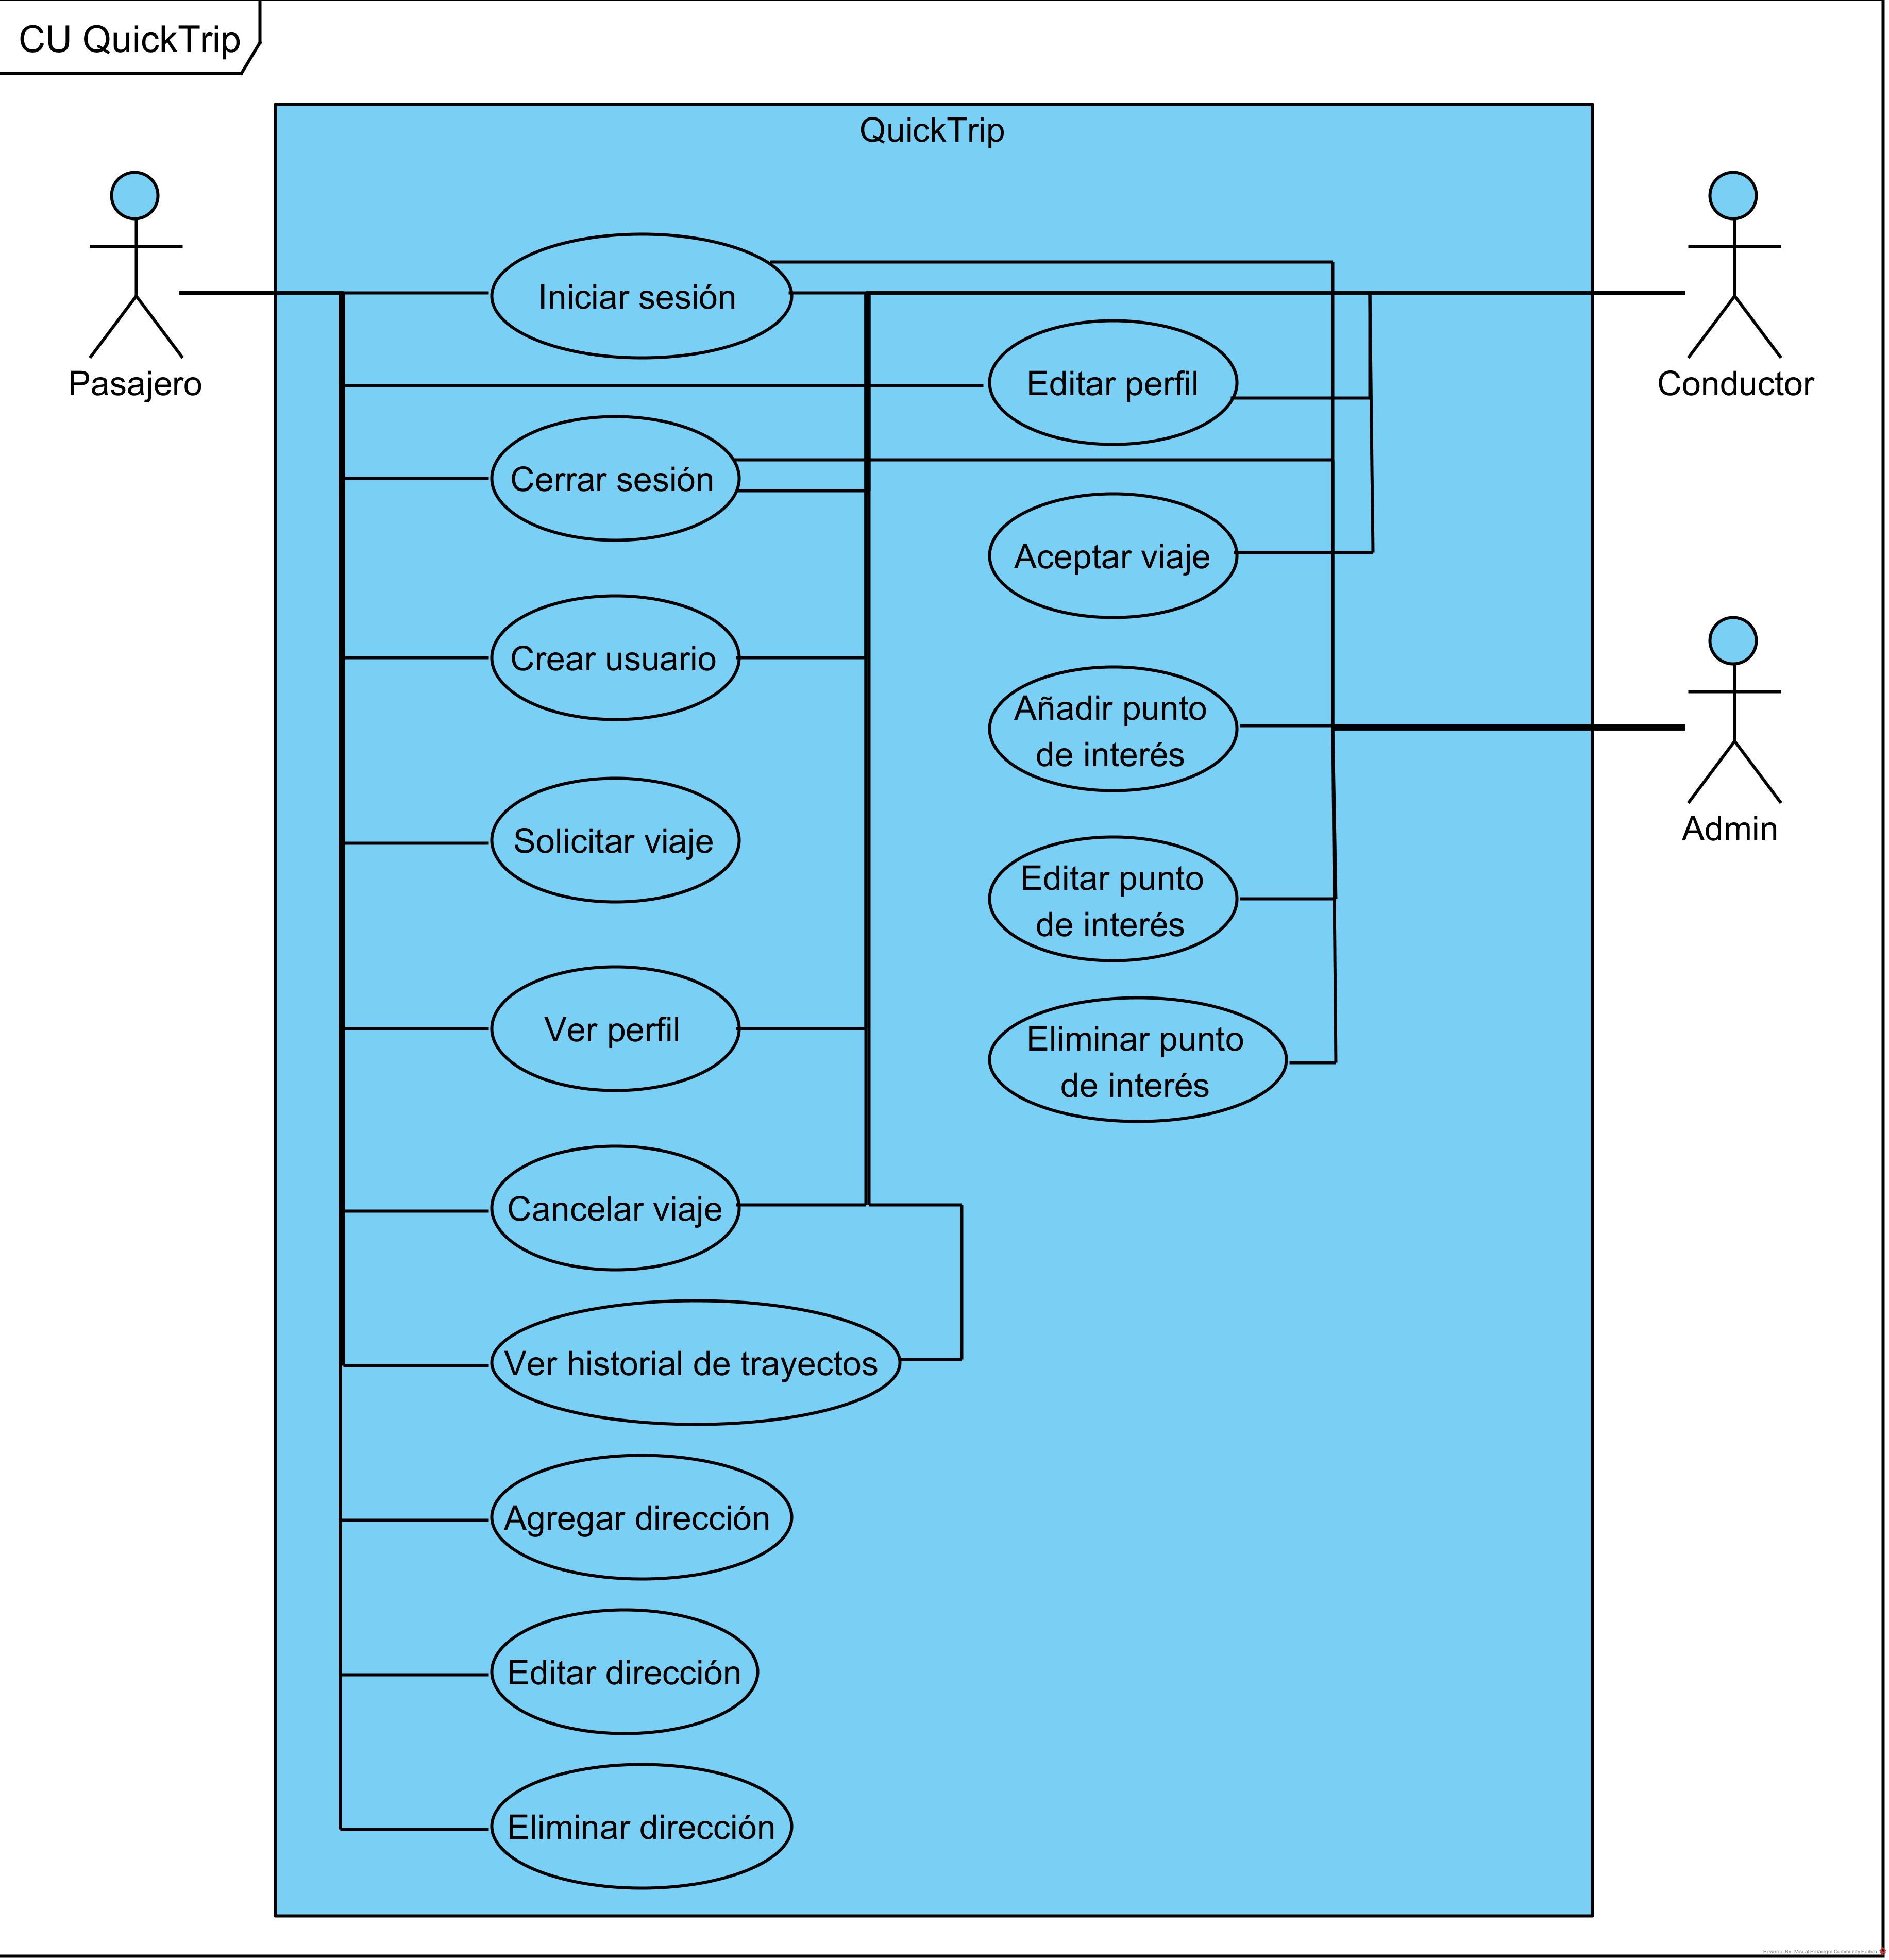 CU QuickTrip
QuickTrip
Pasajero
Conductor
Iniciar sesión
Editar perfil
Cerrar sesión
Aceptar viaje
Crear usuario
Añadir punto
de interés
Admin
Solicitar viaje
Editar punto
de interés
Ver perfil
Eliminar punto
de interés
Cancelar viaje
Ver historial de trayectos
Agregar dirección
Editar dirección
Eliminar dirección
Powered By: Visual Paradigm Community Edition